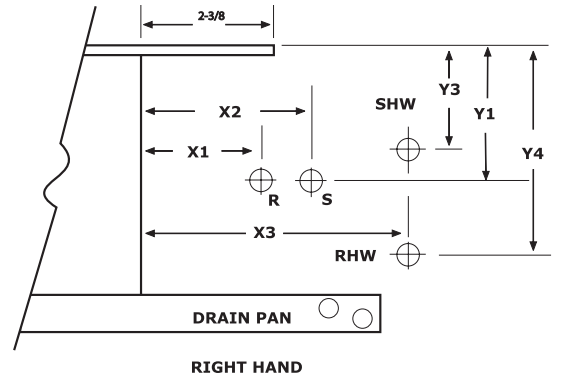 2-3/8
Y3
SHW
X2
Y1
X1
Y4
R
S
X3
RHW
DRAIN PAN
RIGHT HAND